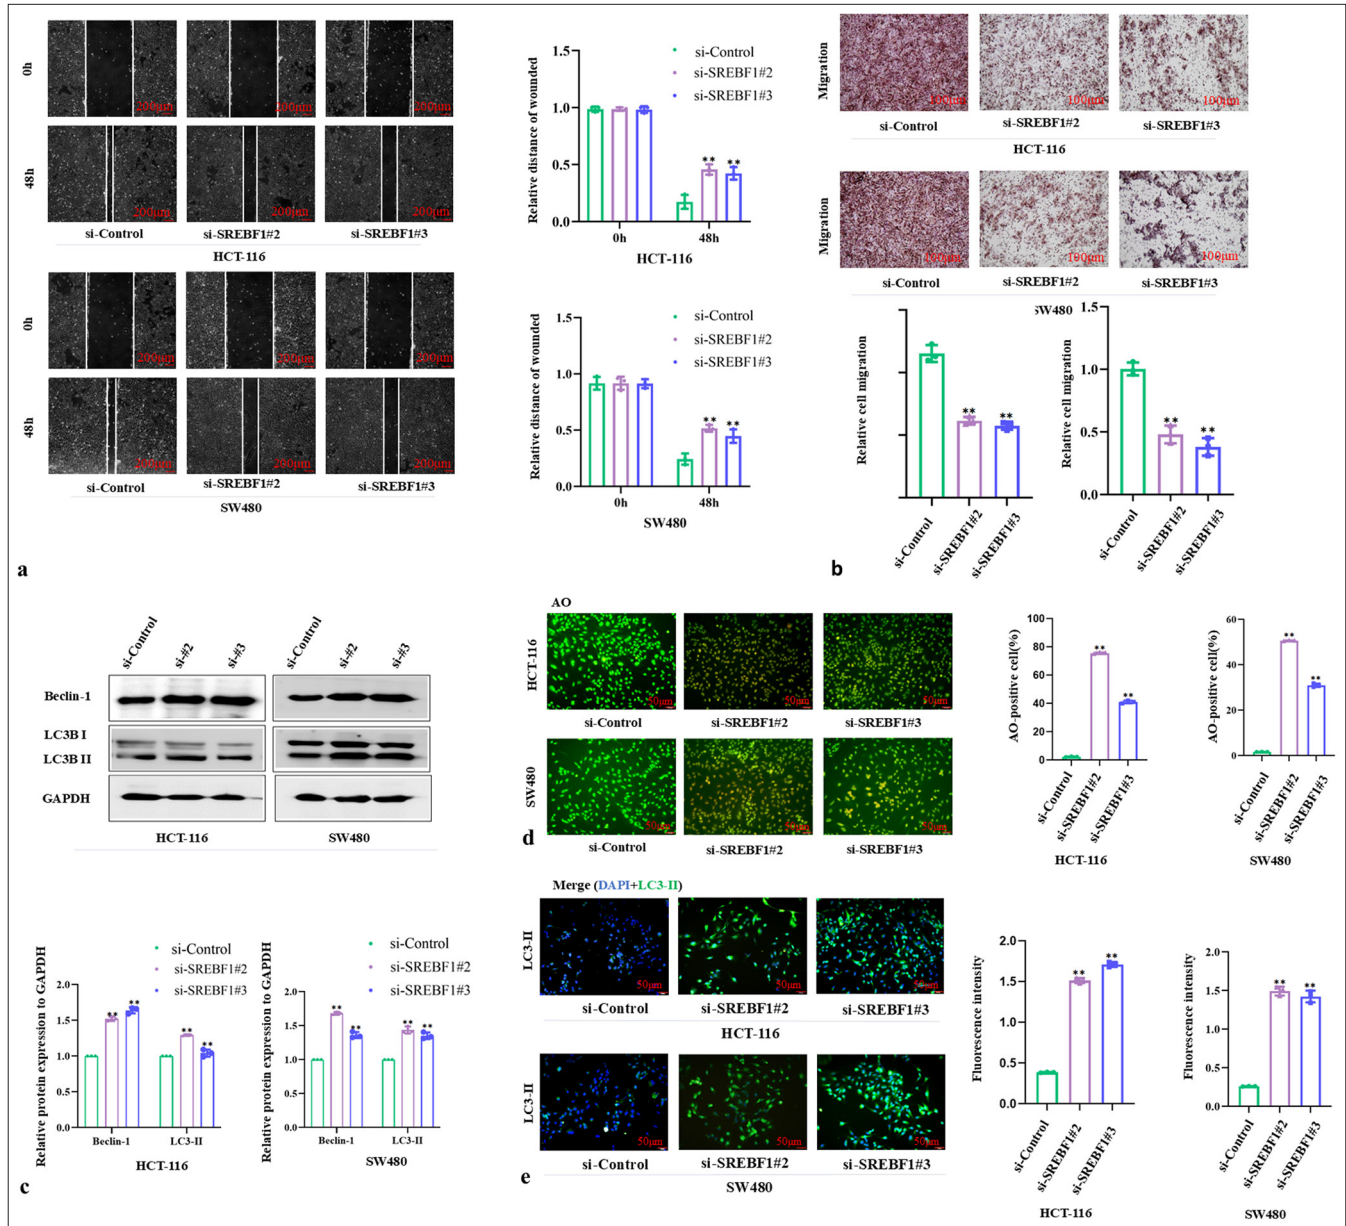 0h
200μm
200μm
200μm
48h
200μm
200μm
200μm
si-Control
si-SREBF1#2
si-SREBF1#3
HCT-116
0h
200μm
200μm
200μm
48h
200μm
200μm
200μm
si-Control
si-SREBF1#2
si-SREBF1#3
SW480
Relative distance of wounded
1.5
1.0
0.5
0.0
si-Control
si-SREBF1#2
si-SREBF1#3
** **
0h
48h
HCT-116
Relative distance of wounded
1.5
1.0
0.5
0.0
si-Control
si-SREBF1#2
si-SREBF1#3
** **
0h
48h
SW480
a
Migration
100μm
100μm
100μm
si-Control
si-SREBF1#2
si-SREBF1#3
HCT-116
Migration
100μm
100μm
100μm
si-Control
si-SREBF1#2
si-SREBF1#3
SW480
Relative cell migration
** **
si-Control
si-SREBF1#2
si-SREBF1#3
Relative cell migration
1.5
1.0
0.5
0.0
** **
si-Control
si-SREBF1#2
si-SREBF1#3
b
si-Control
si-#2
si-#3
si-Control
si-#2
si-#3
Beclin-1
LC3B I
LC3B II
GAPDH
HCT-116
SW480
Relative protein expression to GAPDH
2.0
1.5
1.0
0.5
0.0
si-Control
si-SREBF1#2
si-SREBF1#3
** **
** **
Beclin-1
LC3-II
HCT-116
Relative protein expression to GAPDH
2.0
1.5
1.0
0.5
0.0
si-Control
si-SREBF1#2
si-SREBF1#3
** **
** **
Beclin-1
LC3-II
SW480
c
AO
HCT-116
50μm
50μm
50μm
si-Control
si-SREBF1#2
si-SREBF1#3
SW480
50μm
50μm
50μm
si-Control
si-SREBF1#2
si-SREBF1#3
d
AO-positive cell(%)
100
80
60
40
20
0
**
**
si-Control
si-SREBF1#2
si-SREBF1#3
HCT-116
AO-positive cell(%)
60
40
20
0
**
**
si-Control
si-SREBF1#2
si-SREBF1#3
SW480
Merge (DAPI+LC3-II)
LC3-II
50μm
50μm
50μm
si-Control
si-SREBF1#2
si-SREBF1#3
HCT-116
LC3-II
50μm
50μm
50μm
si-Control
si-SREBF1#2
si-SREBF1#3
SW480
e
Fluorescence intensity
2.0
1.5
1.0
0.5
0.0
** **
si-Control
si-SREBF1#2
si-SREBF1#3
HCT-116
Fluorescence intensity
2.0
1.5
1.0
0.5
0.0
** **
si-Control
si-SREBF1#2
si-SREBF1#3
SW480